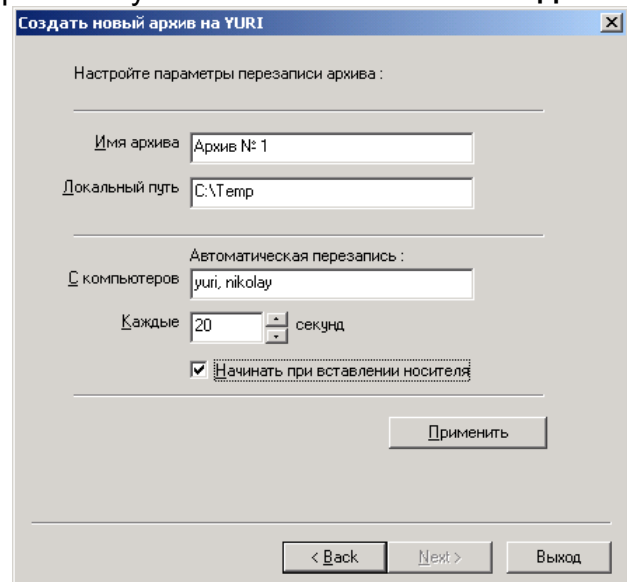 Создать новый архив на YURI
Настройте параметры перезаписи архива :
Имя архива Архив № 1
Локальный путь C:\Temp
Автоматическая перезапись :
С компьютеров yuri, nikolay
Каждые 20 секунд
Начинать при вставлении носителя
Применить
< Back Next > Выход